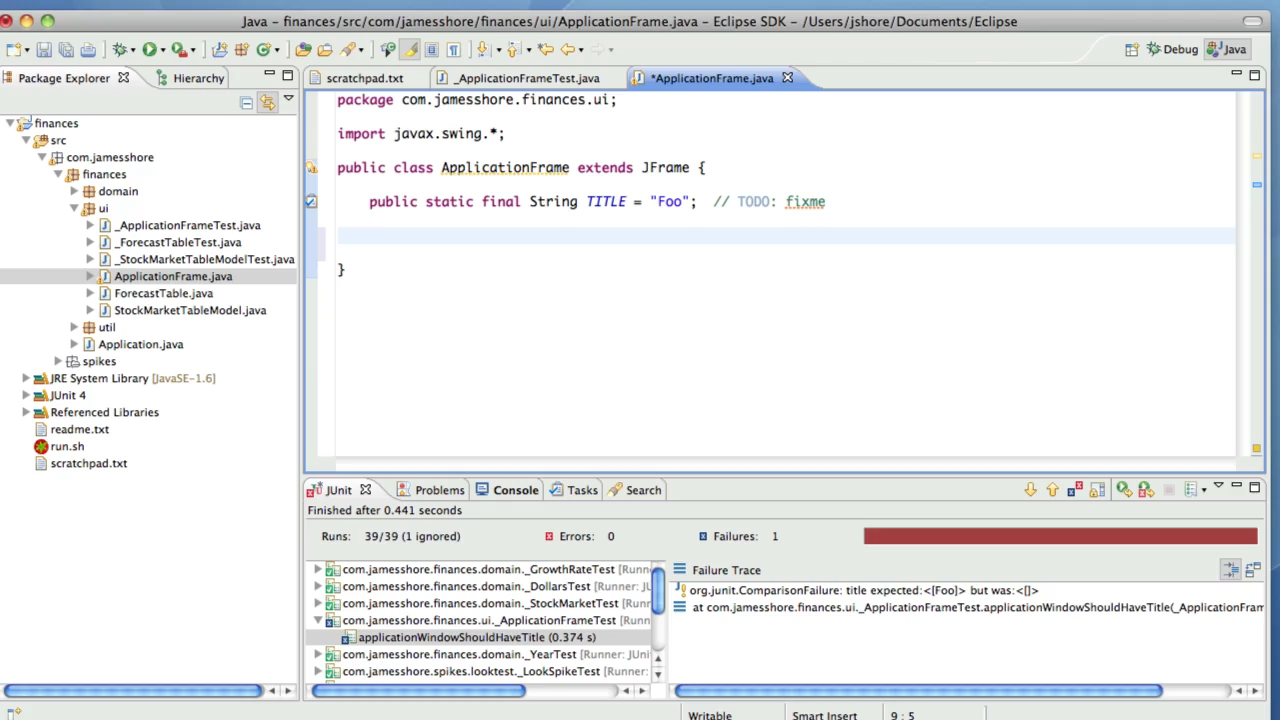 Java – finances/src/com/jamesshore/finances/ui/ApplicationFrame.java – Eclipse SDK – /Users/jshore/Documents/Eclipse
Debug
Java
Package Explorer
Hierarchy
scratchpad.txt
_ApplicationFrameTest.java
*ApplicationFrame.java
finances
src
com.jamesshore
finances
domain
ui
_ApplicationFrameTest.java
_ForecastTableTest.java
_StockMarketTableModelTest.java
ApplicationFrame.java
ForecastTable.java
StockMarketTableModel.java
util
Application.java
spikes
JRE System Library [JavaSE-1.6]
JUnit 4
Referenced Libraries
readme.txt
run.sh
scratchpad.txt
package com.jamesshore.finances.ui;
import javax.swing.*;
public class ApplicationFrame extends JFrame {
public static final String TITLE = "Foo"; // TODO: fixme
}
JUnit
Problems
Console
Tasks
Search
Finished after 0.441 seconds
Runs: 39/39 (1 ignored)
Errors: 0
Failures: 1
com.jamesshore.finances.domain._GrowthRateTest [Runn
com.jamesshore.finances.domain._DollarsTest [Runner: JU
com.jamesshore.finances.domain._StockMarketTest [Runne
com.jamesshore.finances.ui._ApplicationFrameTest [Runn
applicationWindowShouldHaveTitle (0.374 s)
com.jamesshore.finances.domain._YearTest [Runner: JUni
com.jamesshore.spikes.looktest._LookSpikeTest [Runner:
Failure Trace
org.junit.ComparisonFailure: title expected:<[Foo]> but was:<[]>
at com.jamesshore.finances.ui._ApplicationFrameTest.applicationWindowShouldHaveTitle(_ApplicationFram
Writable
Smart Insert
9 : 5